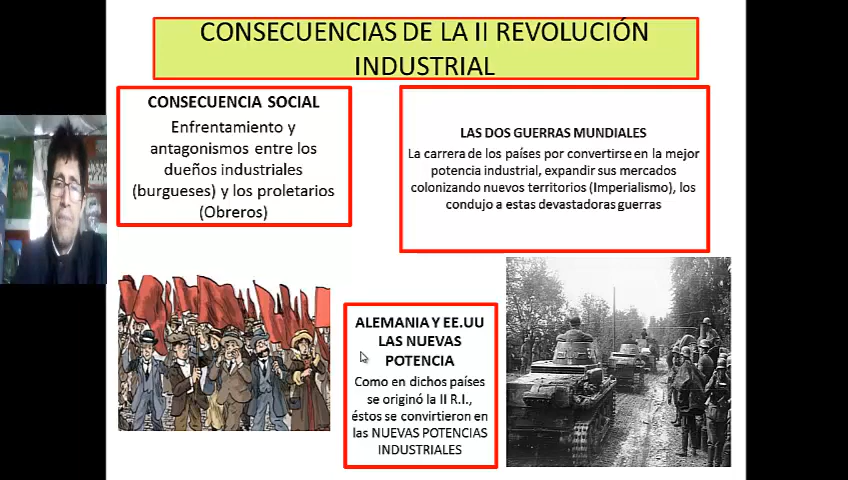 CONSECUENCIAS DE LA II REVOLUCIÓN
INDUSTRIAL
CONSECUENCIA SOCIAL
Enfrentamiento y
antagonismos entre los
dueños industriales
(burgueses) y los proletarios
(Obreros)
LAS DOS GUERRAS MUNDIALES
La carrera de los países por convertirse en la mejor
potencia industrial, expandir sus mercados
colonizando nuevos territorios (Imperialismo), los
condujo a estas devastadoras guerras
ALEMANIA Y EE.UU
LAS NUEVAS
POTENCIA
Como en dichos países
se originó la II R.I.,
éstos se convirtieron en
las NUEVAS POTENCIAS
INDUSTRIALES